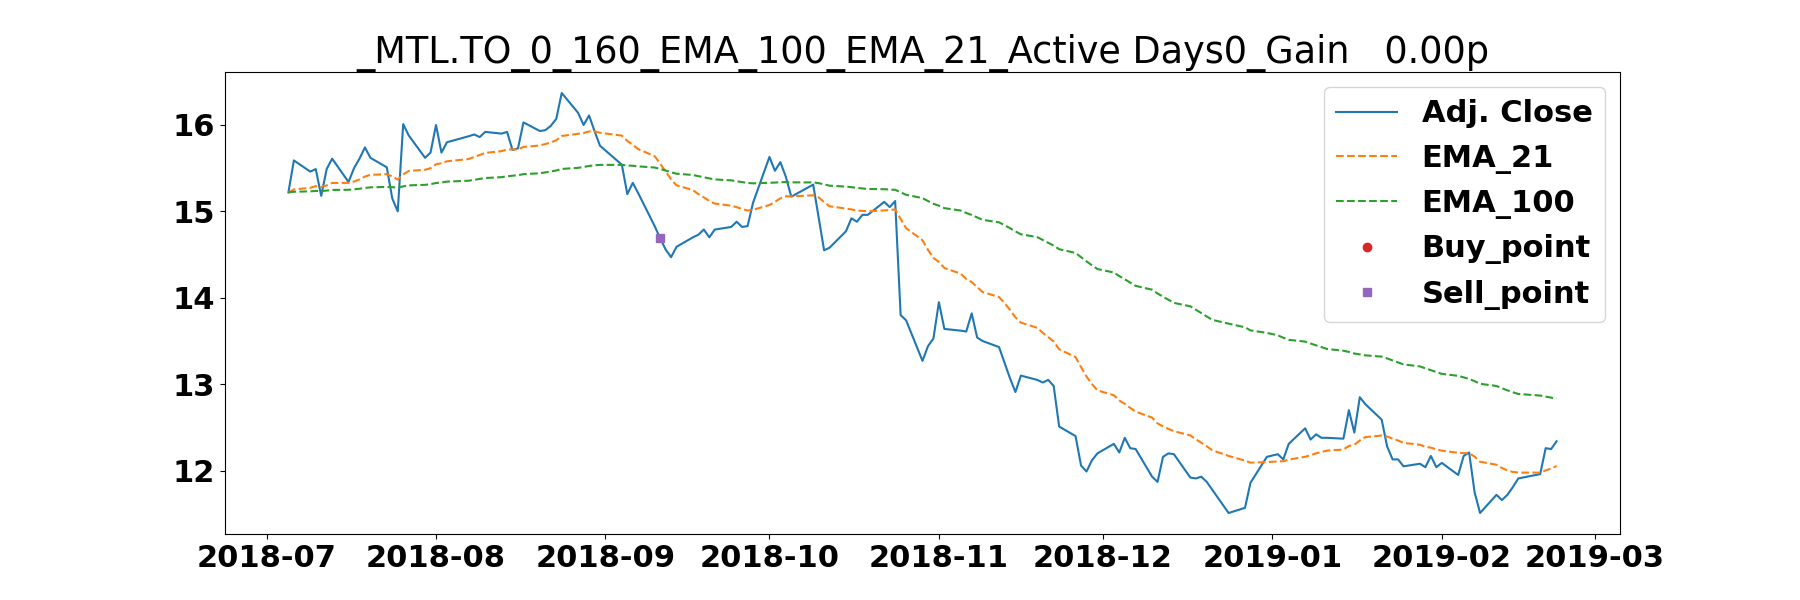 _MTL.TO_0_160_EMA_100_EMA_21_Active Days0_Gain   0.00p
16
15
14
13
12
Adj. Close
EMA_21
EMA_100
Buy_point
Sell_point
2018-07 2018-08 2018-09 2018-10 2018-11 2018-12 2019-01 2019-02 2019-03